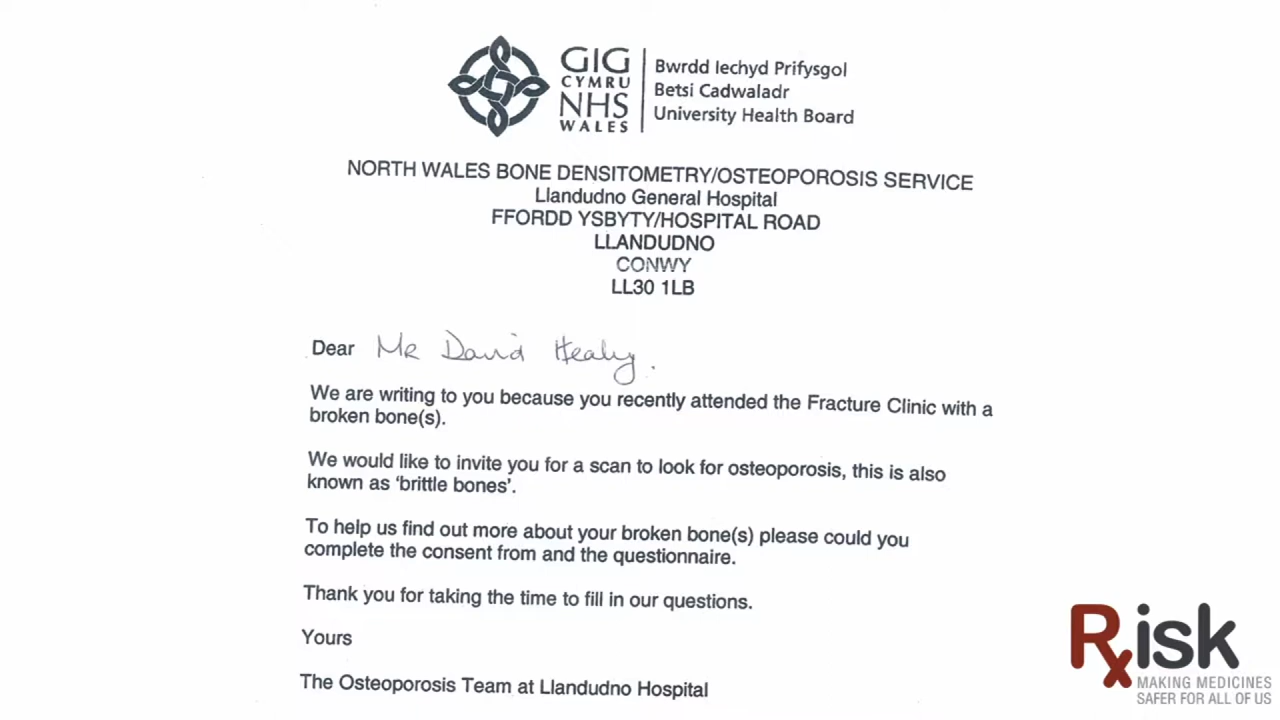 GIG
CYMRU
NHS
WALES
Bwrdd Iechyd Prifysgol
Betsi Cadwaladr
University Health Board
NORTH WALES BONE DENSITOMETRY/OSTEOPOROSIS SERVICE
Llandudno General Hospital
FFORDD YSBYTY/HOSPITAL ROAD
LLANDUDNO
CONWY
LL30 1LB
Dear Mr David Healy.
We are writing to you because you recently attended the Fracture Clinic with a
broken bone(s).
We would like to invite you for a scan to look for osteoporosis, this is also
known as ‘brittle bones’.
To help us find out more about your broken bone(s) please could you
complete the consent from and the questionnaire.
Thank you for taking the time to fill in our questions.
Yours
The Osteoporosis Team at Llandudno Hospital
Rxisk
MAKING MEDICINES
SAFER FOR ALL OF US